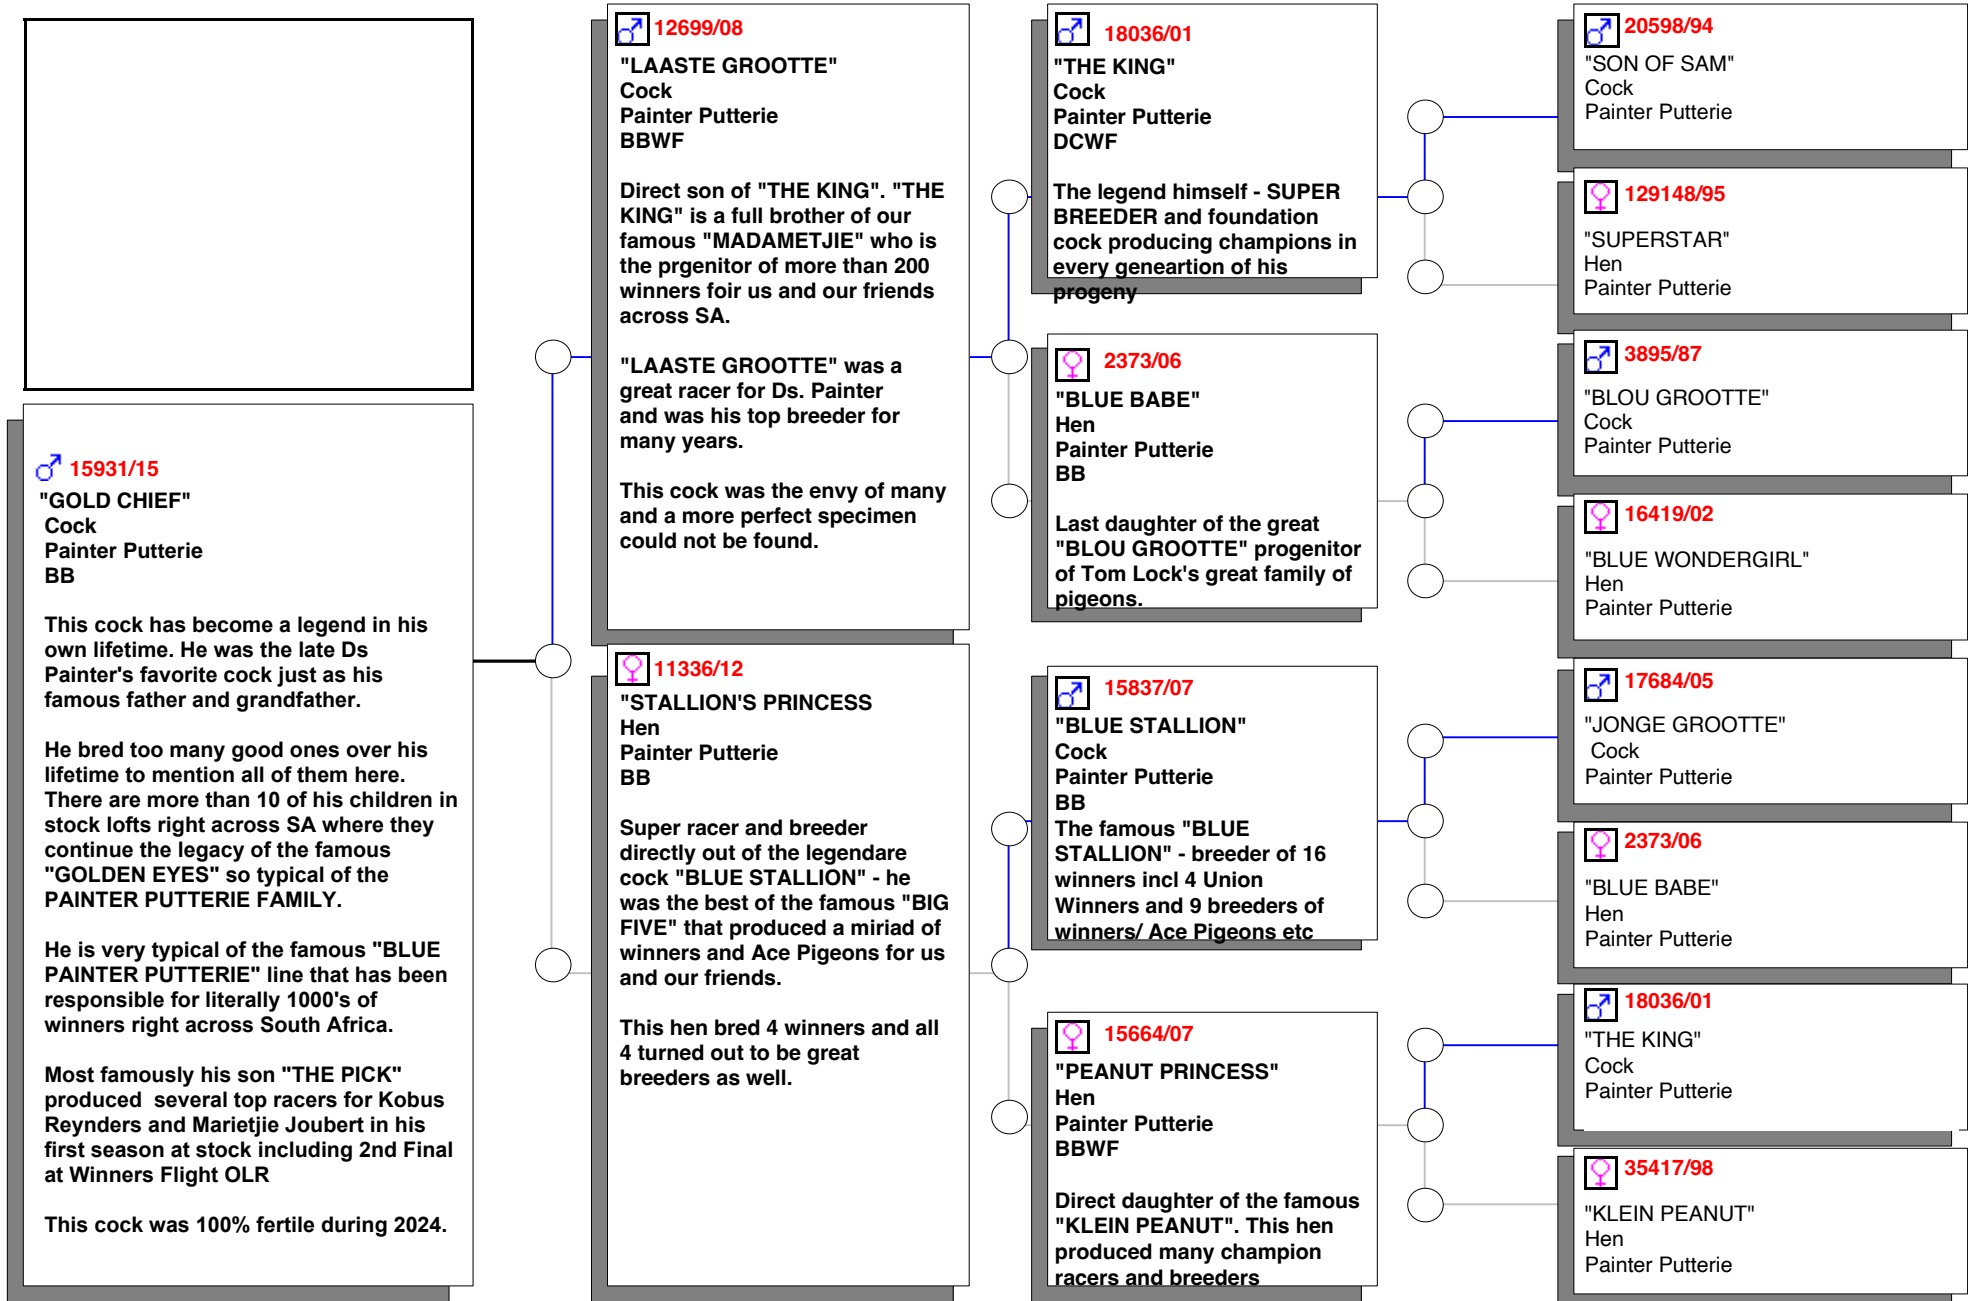 15931/15
"GOLD CHIEF"
Cock
Painter Putterie
BB
This cock has become a legend in his
own lifetime. He was the late Ds
Painter's favorite cock just as his
famous father and grandfather.
He bred too many good ones over his
lifetime to mention all of them here.
There are more than 10 of his children in
stock lofts right across SA where they
continue the legacy of the famous
"GOLDEN EYES" so typical of the
PAINTER PUTTERIE FAMILY.
He is very typical of the famous "BLUE
PAINTER PUTTERIE" line that has been
responsible for literally 1000's of
winners right across South Africa.
Most famously his son "THE PICK"
produced  several top racers for Kobus
Reynders and Marietjie Joubert in his
first season at stock including 2nd Final
at Winners Flight OLR
This cock was 100% fertile during 2024.
12699/08
"LAASTE GROOTTE"
Cock
Painter Putterie
BBWF
Direct son of "THE KING". "THE
KING" is a full brother of our
famous "MADAMETJIE" who is
the prgenitor of more than 200
winners foir us and our friends
across SA.
"LAASTE GROOTTE" was a
great racer for Ds. Painter
and was his top breeder for
many years.
This cock was the envy of many
and a more perfect specimen
could not be found.
11336/12
"STALLION'S PRINCESS
Hen
Painter Putterie
BB
Super racer and breeder
directly out of the legendare
cock "BLUE STALLION" - he
was the best of the famous "BIG
FIVE" that produced a miriad of
winners and Ace Pigeons for us
and our friends.
This hen bred 4 winners and all
4 turned out to be great
breeders as well.
18036/01
"THE KING"
Cock
Painter Putterie
DCWF
The legend himself - SUPER
BREEDER and foundation
cock producing champions in
every geneartion of his
progeny
2373/06
"BLUE BABE"
Hen
Painter Putterie
BB
Last daughter of the great
"BLOU GROOTTE" progenitor
of Tom Lock's great family of
pigeons.
15837/07
"BLUE STALLION"
Cock
Painter Putterie
BB
The famous "BLUE
STALLION" - breeder of 16
winners incl 4 Union
Winners and 9 breeders of
winners/ Ace Pigeons etc
15664/07
"PEANUT PRINCESS"
Hen
Painter Putterie
BBWF
Direct daughter of the famous
"KLEIN PEANUT". This hen
produced many champion
racers and breeders
20598/94
"SON OF SAM"
Cock
Painter Putterie
129148/95
"SUPERSTAR"
Hen
Painter Putterie
3895/87
"BLOU GROOTTE"
Cock
Painter Putterie
16419/02
"BLUE WONDERGIRL"
Hen
Painter Putterie
17684/05
"JONGE GROOTTE"
Cock
Painter Putterie
2373/06
"BLUE BABE"
Hen
Painter Putterie
18036/01
"THE KING"
Cock
Painter Putterie
35417/98
"KLEIN PEANUT"
Hen
Painter Putterie